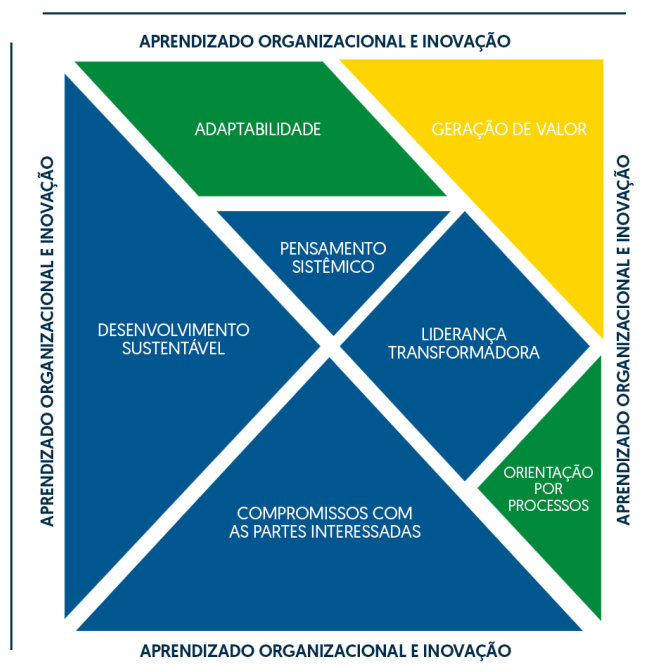 APRENDIZADO ORGANIZACIONAL E INOVAÇÃO
ADAPTABILIDADE
GERAÇÃO DE VALOR
APRENDIZADO ORGANIZACIONAL E INOVAÇÃO
PENSAMENTO
SISTÊMICO
DESENVOLVIMENTO
SUSTENTÁVEL
LIDERANÇA
TRANSFORMADORA
APRENDIZADO ORGANIZACIONAL E INOVAÇÃO
ORIENTAÇÃO
POR
PROCESSOS
COMPROMISSOS COM
AS PARTES INTERESSADAS
APRENDIZADO ORGANIZACIONAL E INOVAÇÃO